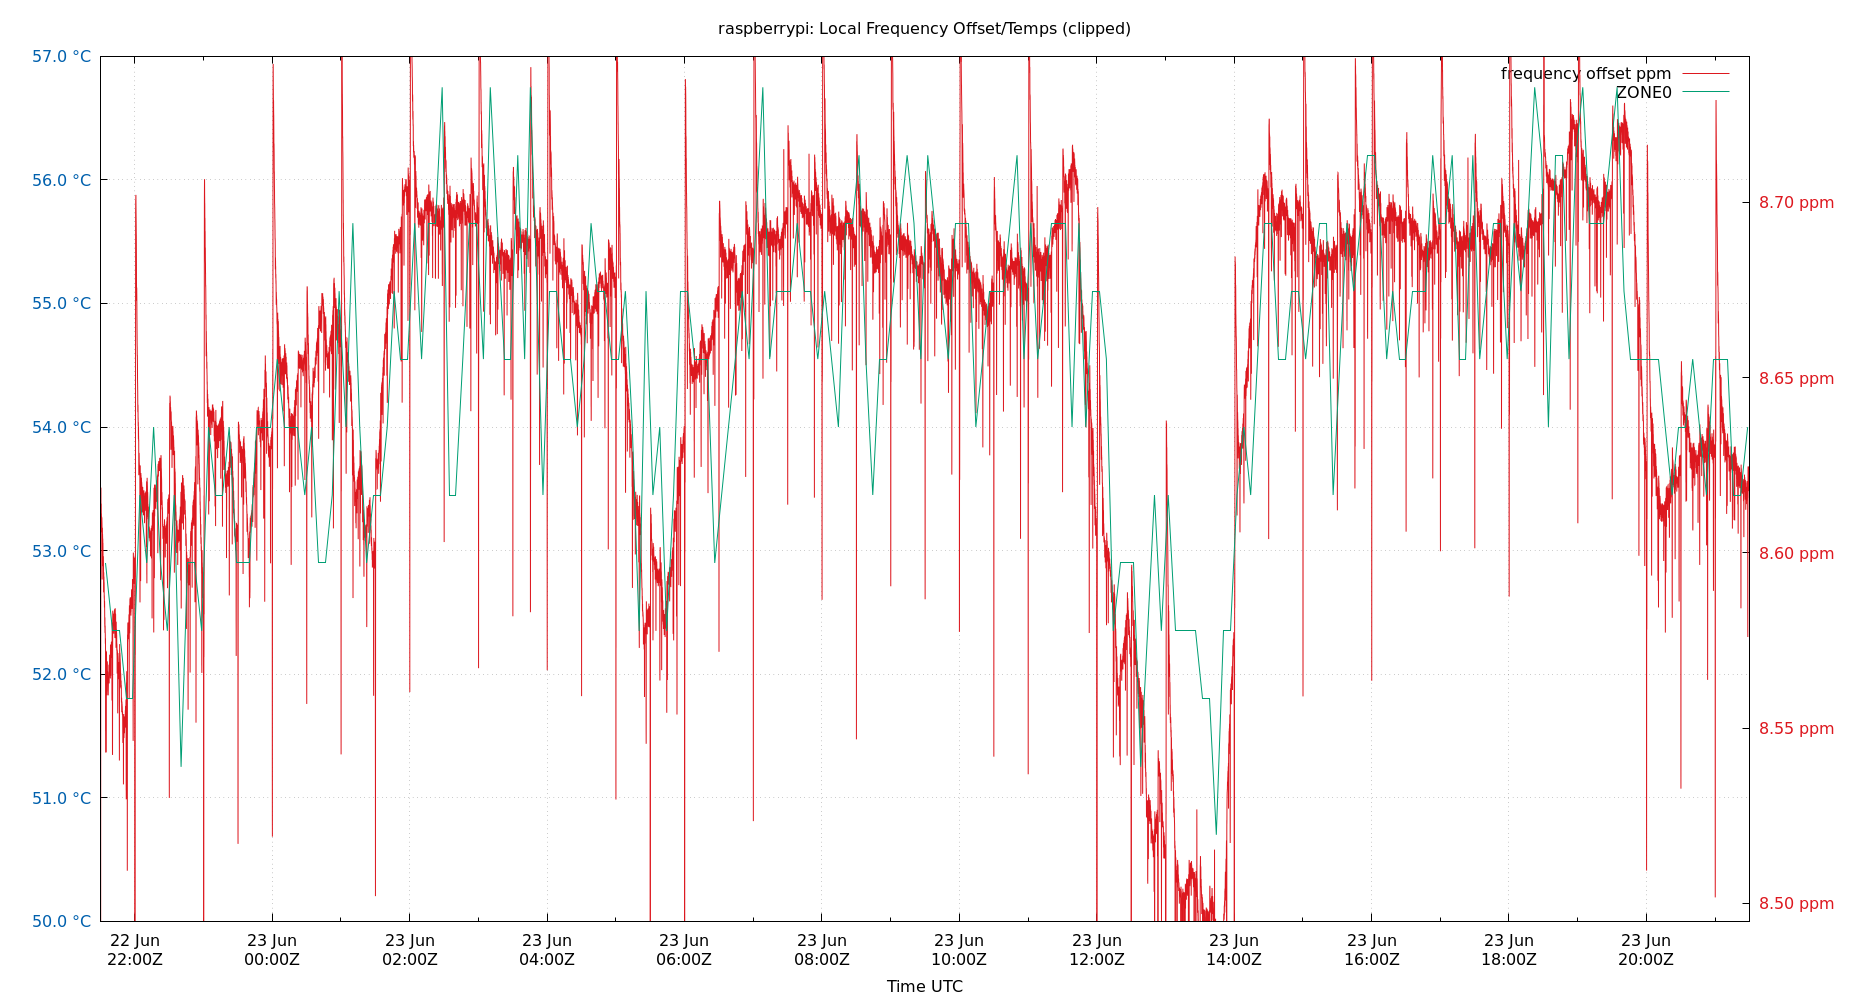 raspberrypi: Local Frequency Offset/Temps (clipped)
frequency offset ppm
ZONE0
57.0 °C
56.0 °C
55.0 °C
54.0 °C
53.0 °C
52.0 °C
51.0 °C
50.0 °C
8.70 ppm
8.65 ppm
8.60 ppm
8.55 ppm
8.50 ppm
22 Jun
22:00Z
23 Jun
00:00Z
23 Jun
02:00Z
23 Jun
04:00Z
23 Jun
06:00Z
23 Jun
08:00Z
23 Jun
10:00Z
23 Jun
12:00Z
23 Jun
14:00Z
23 Jun
16:00Z
23 Jun
18:00Z
23 Jun
20:00Z
Time UTC